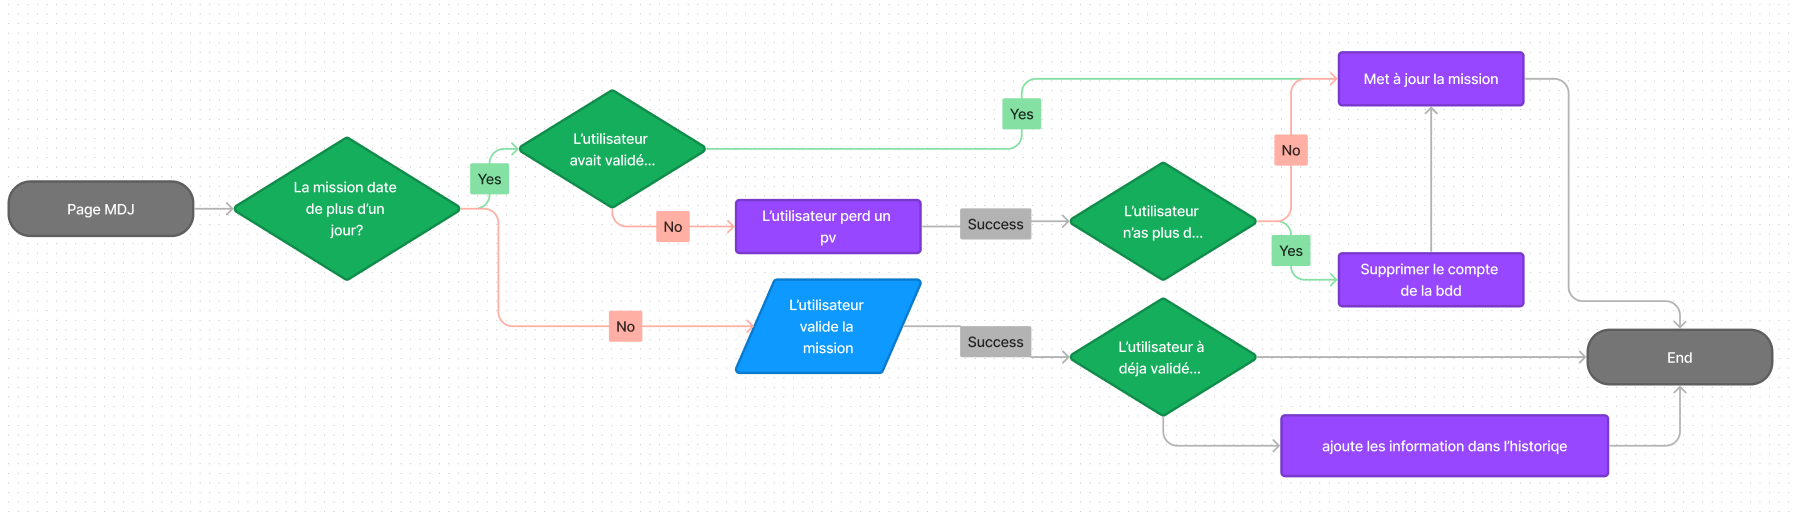 Page MDJ
La mission date
de plus d’un
jour?
Yes
L’utilisateur
avait validé...
Yes
No
L’utilisateur perd un
pv
Success
L’utilisateur
n’as plus d...
No
Yes
Met à jour la mission
Supprimer le compte
de la bdd
No
L’utilisateur
valide la
mission
Success
L’utilisateur à
déja validé...
End
ajoute les information dans l’historiqe